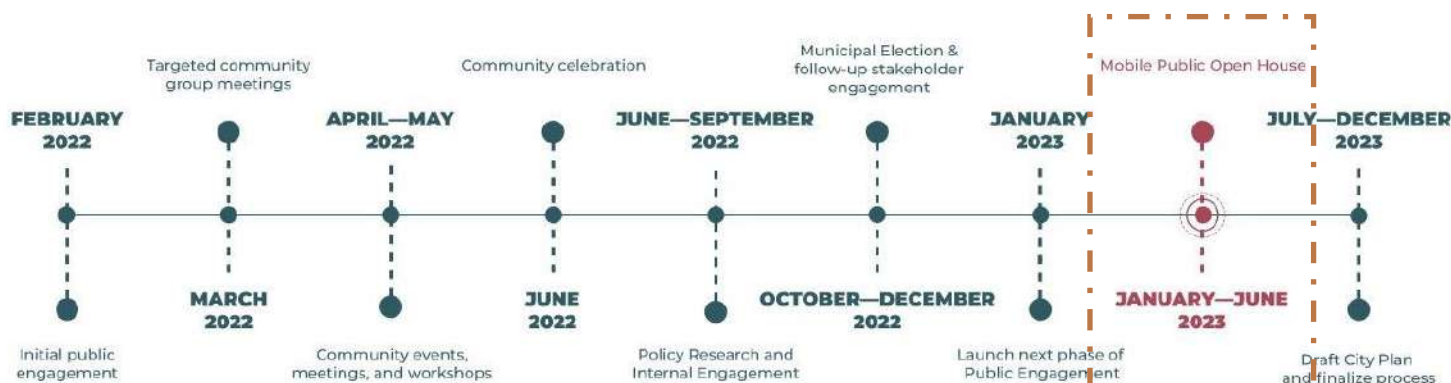 FEBRUARY
2022
Initial public
engagement
Targeted community
group meetings
MARCH
2022
APRIL—MAY
2022
Community events,
meetings, and workshops
Community celebration
JUNE
2022
JUNE—SEPTEMBER
2022
Policy Research and
Internal Engagement
Municipal Election &
follow-up stakeholder
engagement
OCTOBER—DECEMBER
2022
JANUARY
2023
Launch next phase of
Public Engagement
Mobile Public Open House
JANUARY—JUNE
2023
JULY—DECEMBER
2023
Draft City Plan
and finalize process